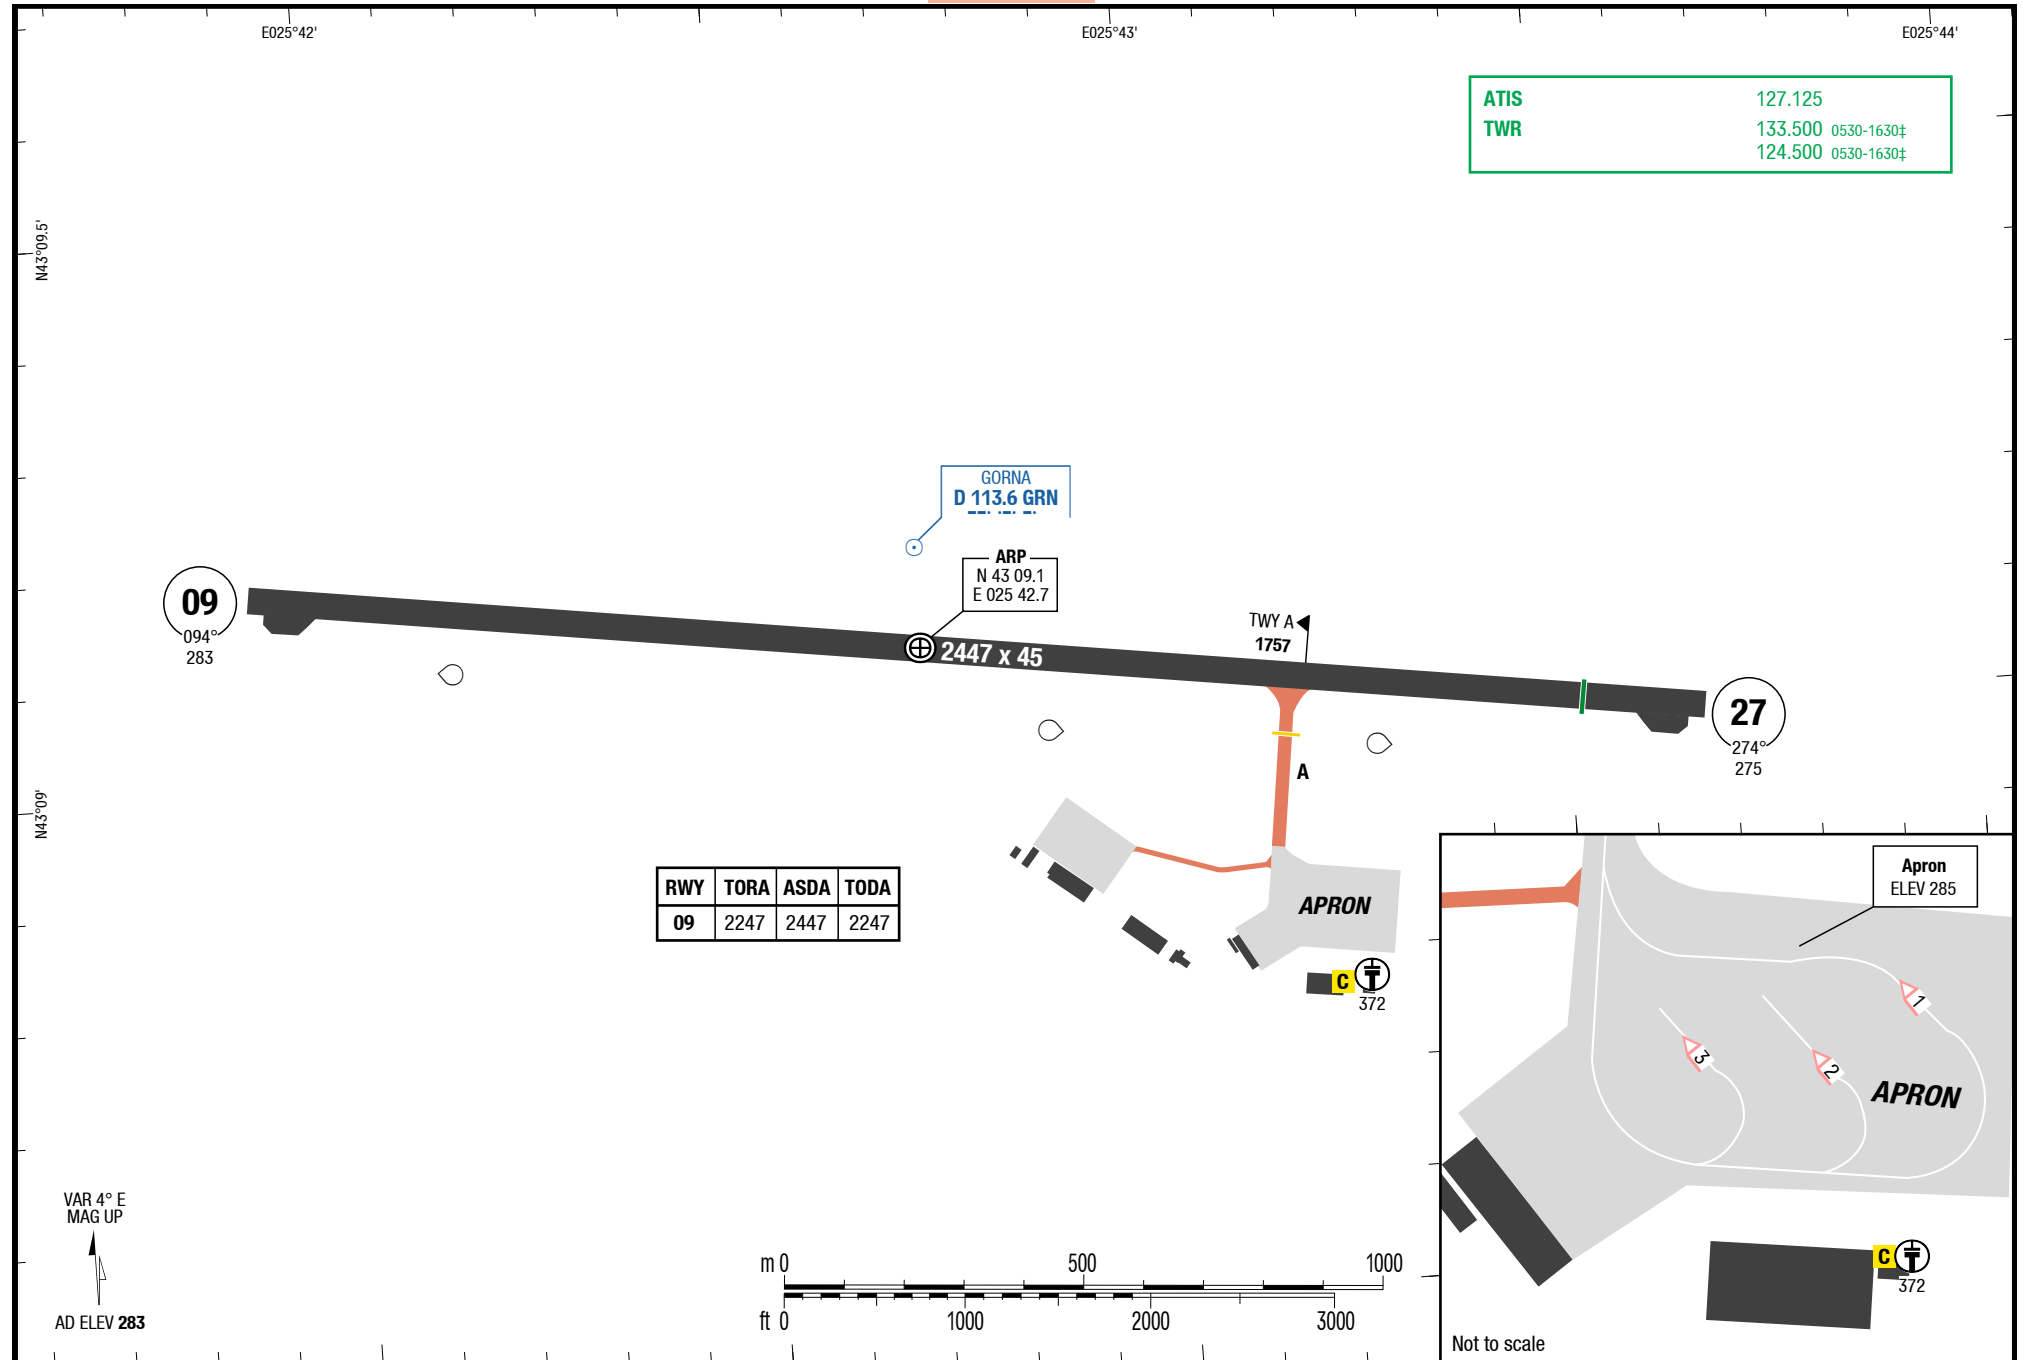 E025°42'
E025°43'
E025°44'
ATIS 127.125
TWR 133.500 0530-1630‡
124.500 0530-1630‡
N43°09.5'
GORNA
D 113.6 GRN
ARP
N 43 09.1
E 025 42.7
09
094°
283
2447 x 45
TWY A
1757
27
274°
275
A
N43°09'
RWY TORA ASDA TODA
09 2247 2447 2247
APRON
C
372
Apron
ELEV 285
1
2
3
APRON
C
372
Not to scale
VAR 4° E
MAG UP
AD ELEV 283
m 0 500 1000
ft 0 1000 2000 3000